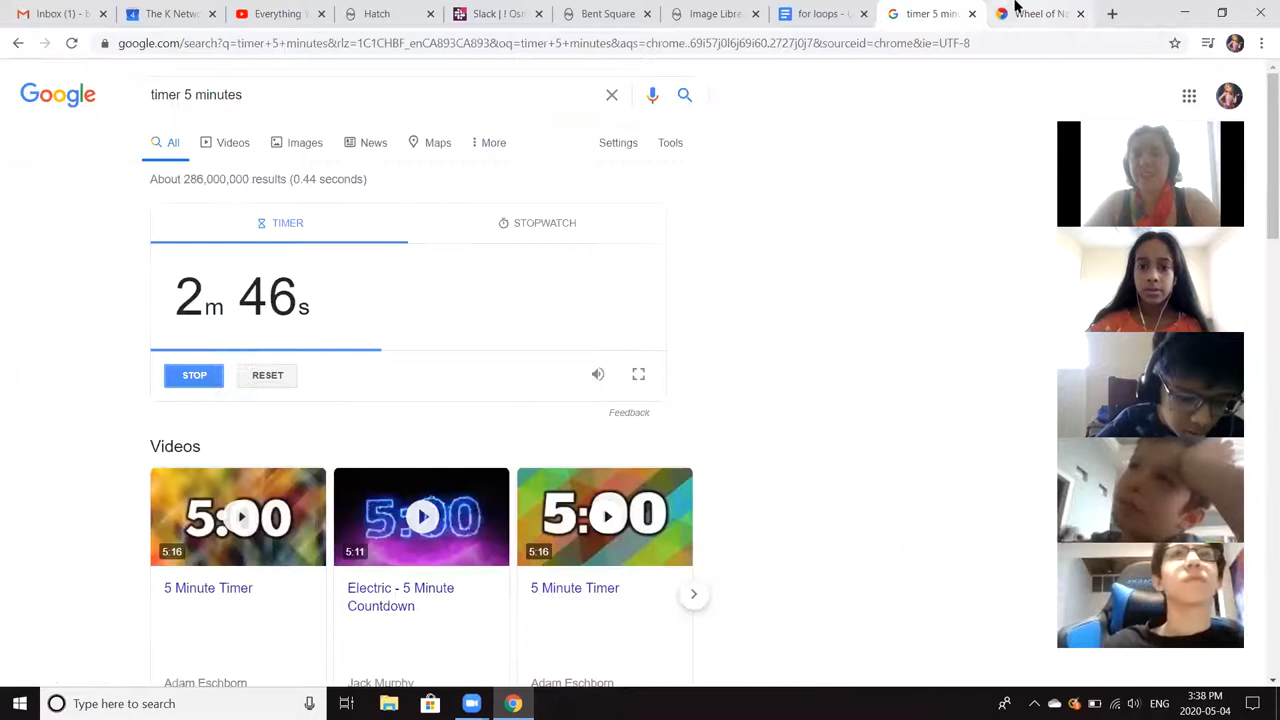 Inbox (1) -
The K Netw
Everything
Hatch
Slack | ! Os
Bent Square
Image Libra
for loops -
timer 5 minu
Wheel of Na
google.com/search?q=timer+5+minutes&rlz=1C1CHBF_enCA893CA893&oq=timer+5+minutes&aqs=chrome..69i57j0l6j69i60.2727j0j7&sourceid=chrome&ie=UTF-8
Google
timer 5 minutes
All
Videos
Images
News
Maps
More
Settings
Tools
About 286,000,000 results (0.44 seconds)
TIMER
STOPWATCH
2m 46s
STOP
RESET
Feedback
Videos
5:00
5:16
5:00
5:11
5:00
5:16
5 Minute Timer
Electric - 5 Minute
Countdown
5 Minute Timer
Adam Eschborn
Jack Murphy
Adam Eschborn
Type here to search
ENG
3:38 PM
2020-05-04